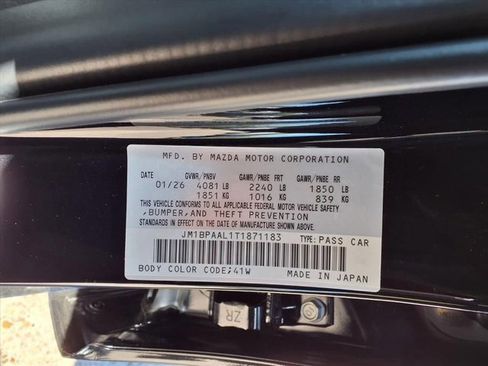 MFD. BY MAZDA MOTOR CORPORATION
DATE GVWR/PNBV GAWR/PNBE FRT GAWR/PNBE RR
01/26 4081 LB 2240 LB 1850 LB
1851 KG 1016 KG 839 KG
THIS VEHICLE CONFORMS TO ALL APPLICABLE FEDERAL MOTOR VEHICLE SAFETY
,BUMPER,AND THEFT PREVENTION
STANDARDS IN EFFECT ON THE DATE OF MANUFACTURE SHOWN ABOVE.
JM1BPAAL1T1871183 TYPE: PASS CAR
BODY COLOR CODE:41W MADE IN JAPAN
ZR